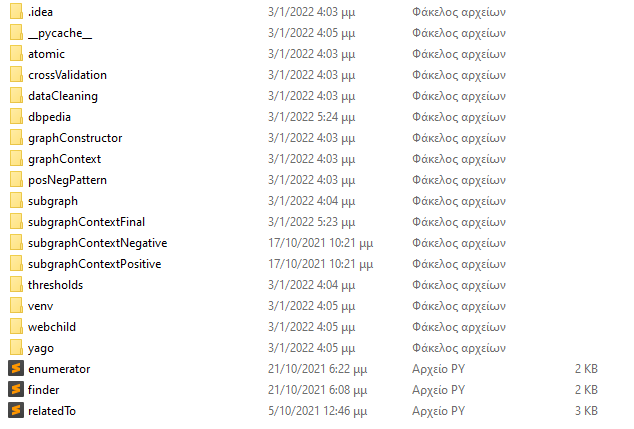 .idea 3/1/2022 4:03 μμ Φάκελος αρχείων
__pycache__ 3/1/2022 4:05 μμ Φάκελος αρχείων
atomic 3/1/2022 4:03 μμ Φάκελος αρχείων
crossValidation 3/1/2022 4:03 μμ Φάκελος αρχείων
dataCleaning 3/1/2022 4:03 μμ Φάκελος αρχείων
dbpedia 3/1/2022 5:24 μμ Φάκελος αρχείων
graphConstructor 3/1/2022 4:03 μμ Φάκελος αρχείων
graphContext 3/1/2022 4:03 μμ Φάκελος αρχείων
posNegPattern 3/1/2022 4:03 μμ Φάκελος αρχείων
subgraph 3/1/2022 4:04 μμ Φάκελος αρχείων
subgraphContextFinal 3/1/2022 5:23 μμ Φάκελος αρχείων
subgraphContextNegative 17/10/2021 10:21 μμ Φάκελος αρχείων
subgraphContextPositive 17/10/2021 10:21 μμ Φάκελος αρχείων
thresholds 3/1/2022 4:04 μμ Φάκελος αρχείων
venv 3/1/2022 4:05 μμ Φάκελος αρχείων
webchild 3/1/2022 4:05 μμ Φάκελος αρχείων
yago 3/1/2022 4:05 μμ Φάκελος αρχείων
enumerator 21/10/2021 6:22 μμ Αρχείο PY 2 KB
finder 21/10/2021 6:08 μμ Αρχείο PY 2 KB
relatedTo 5/10/2021 12:46 μμ Αρχείο PY 3 KB